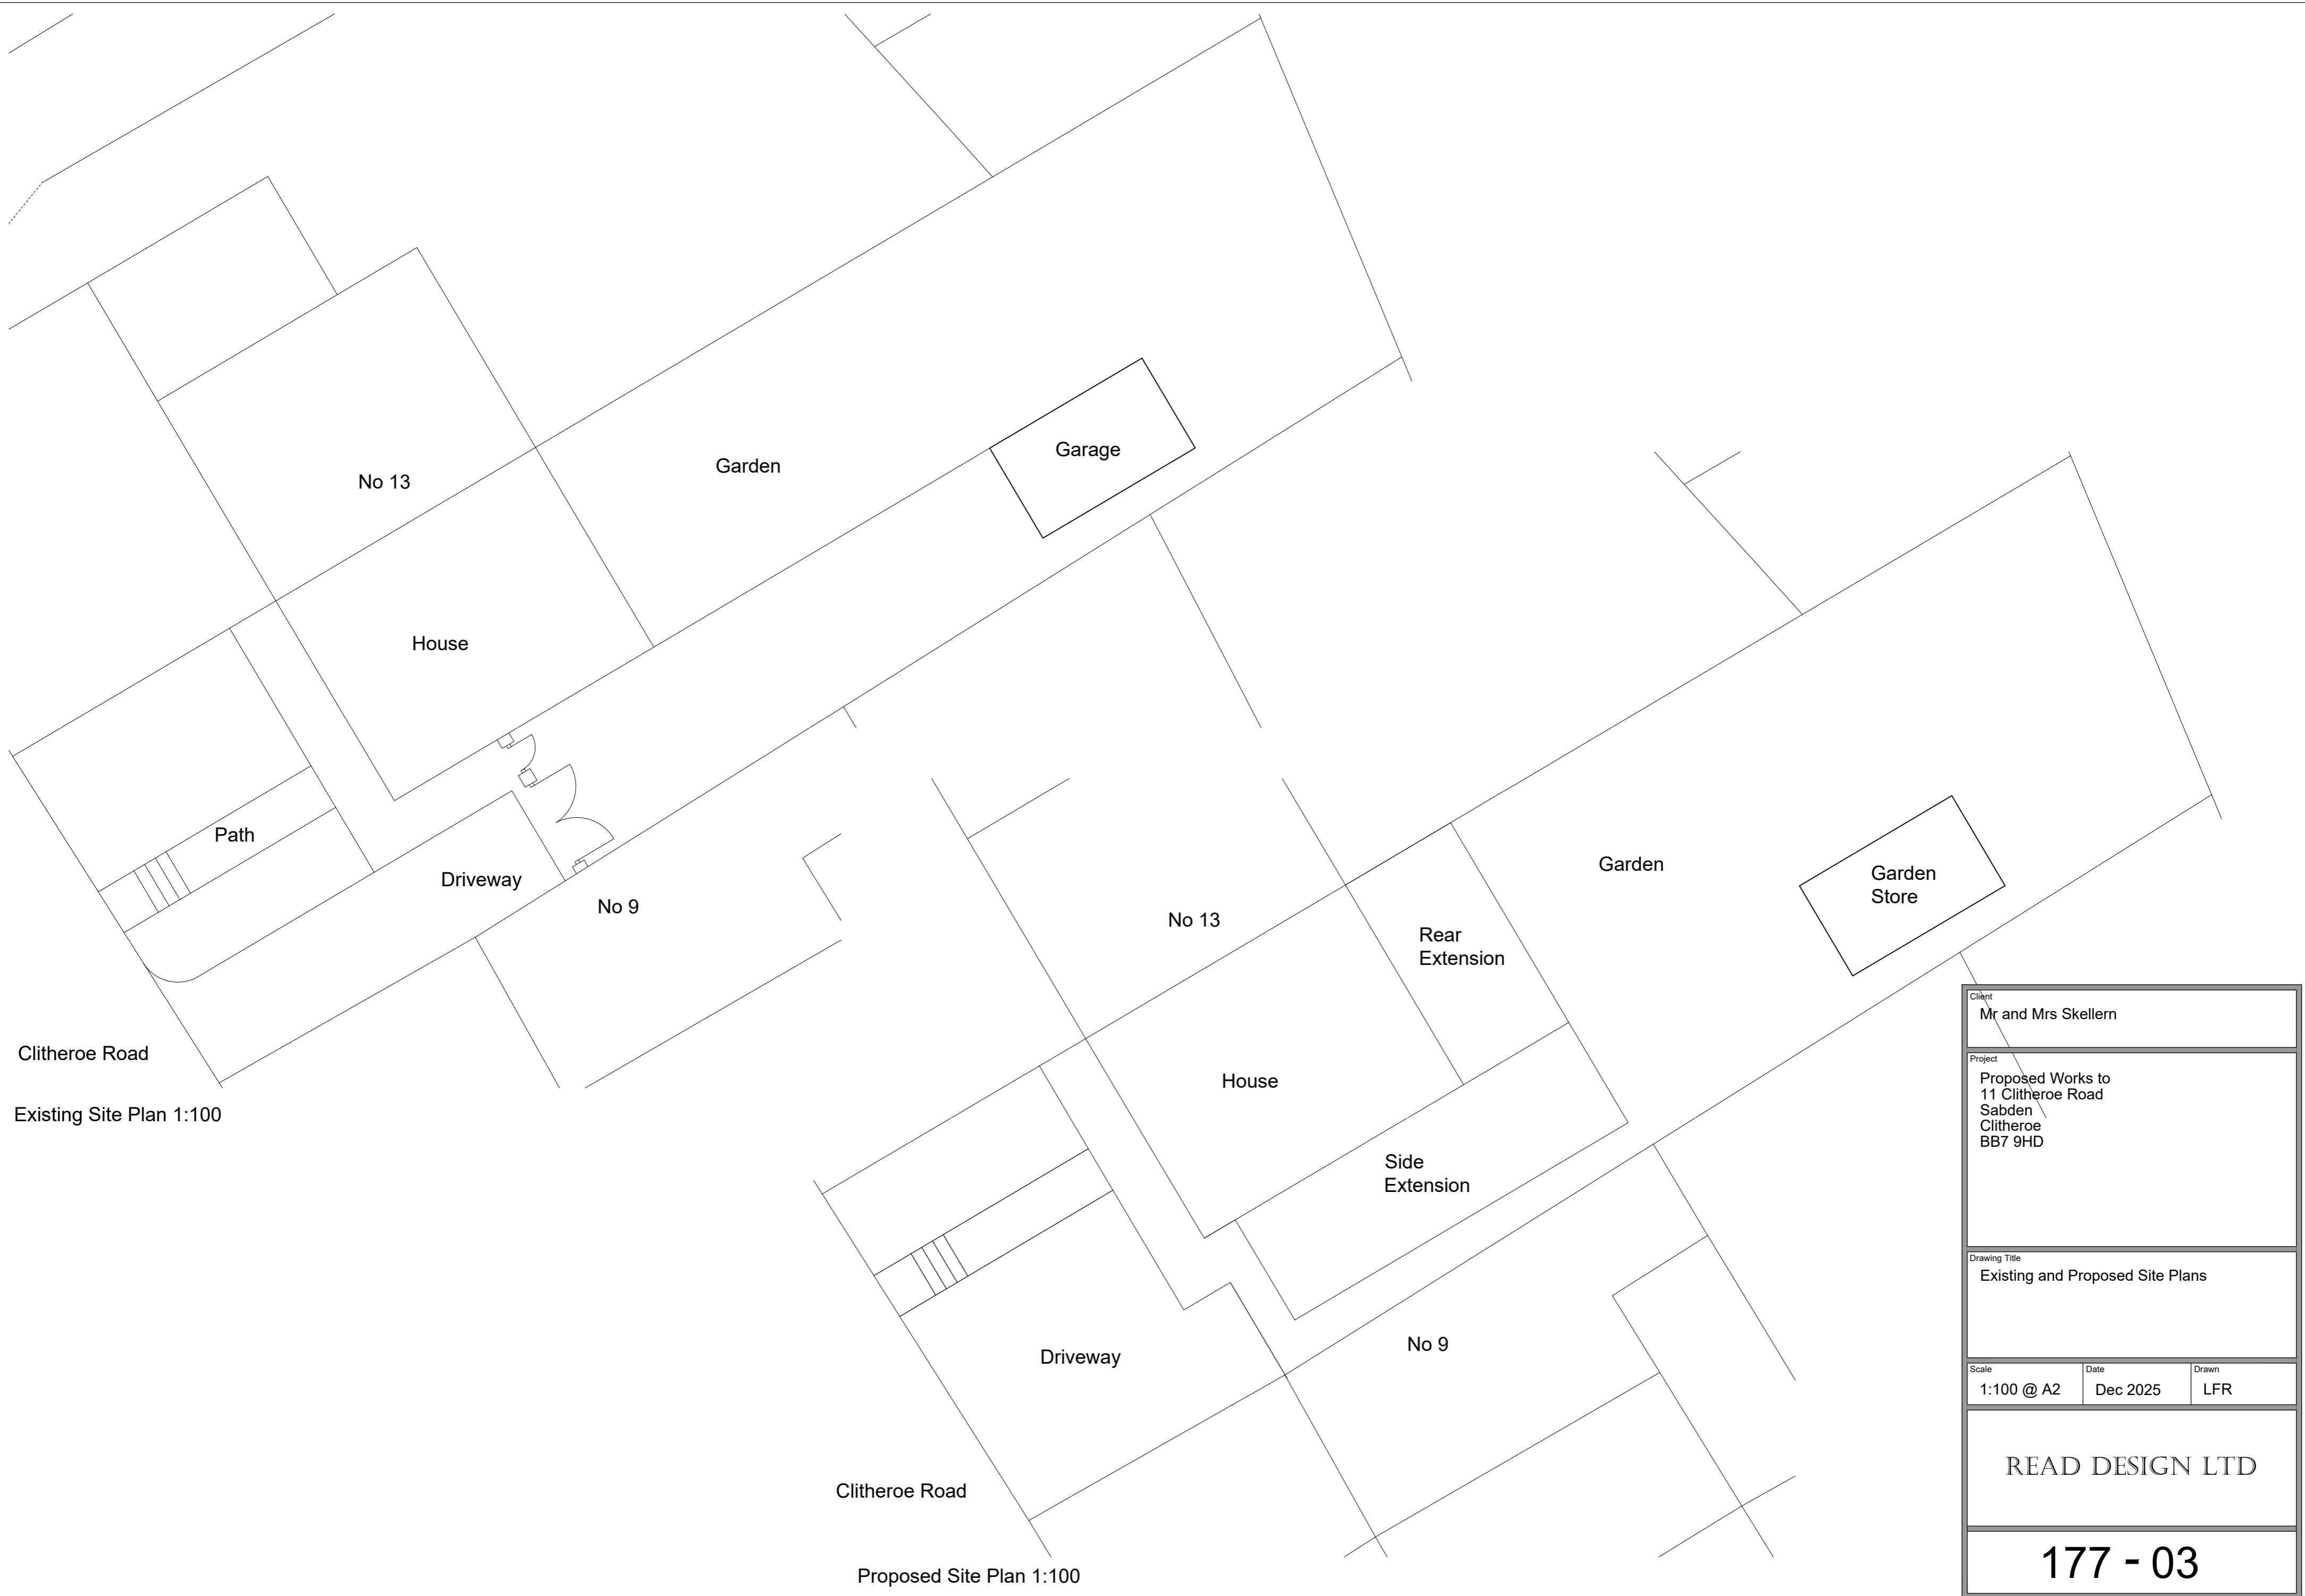 No 13
Garden
Garage
House
Path
Driveway
No 9
Clitheroe Road
Existing Site Plan 1:100
No 13
Garden
Garden
Store
Rear
Extension
House
Side
Extension
Driveway
No 9
Clitheroe Road
Proposed Site Plan 1:100
Client
Mr and Mrs Skellern
Project
Proposed Works to
11 Clitheroe Road
Sabden
Clitheroe
BB7 9HD
Drawing Title
Existing and Proposed Site Plans
Scale
1:100 @ A2
Date
Dec 2025
Drawn
LFR
READ DESIGN LTD
177 - 03